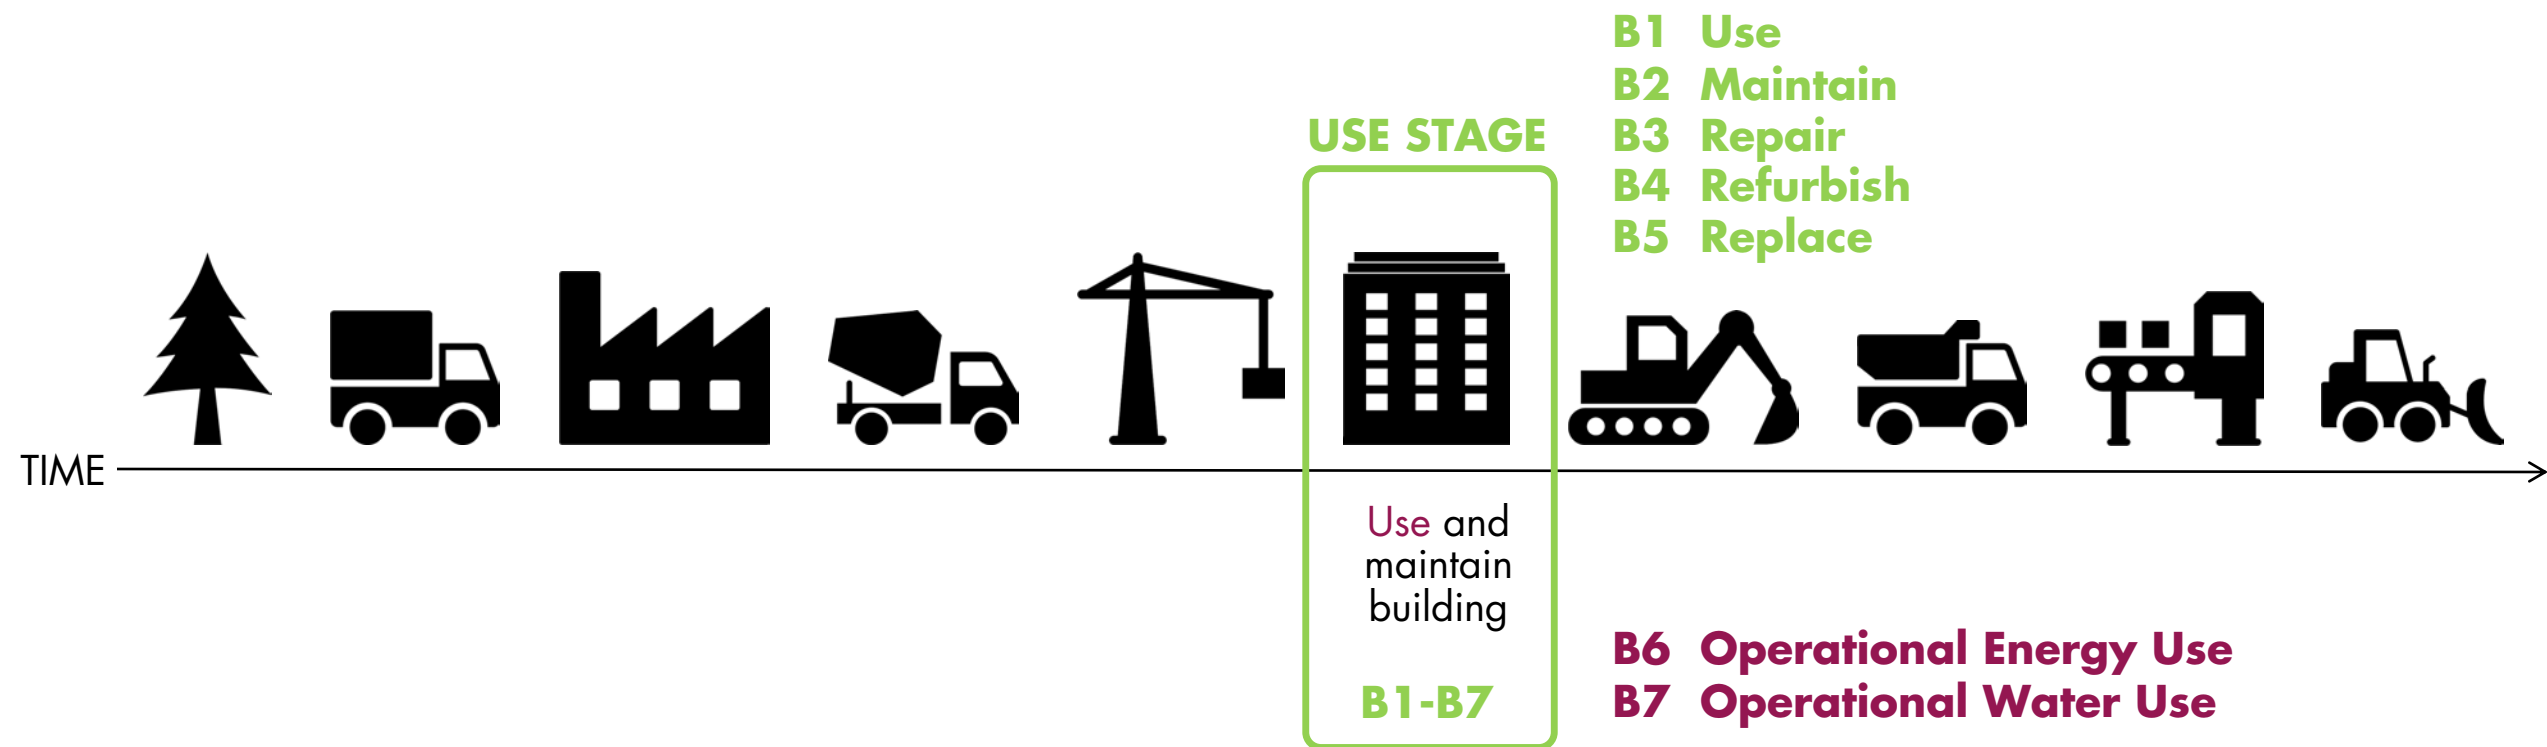 B1 Use
B2 Maintain
USE STAGE
B3 Repair
B4 Refurbish
B5 Replace
TIME
Use and
maintain
building
B1-B7
B6 Operational Energy Use
B7 Operational Water Use